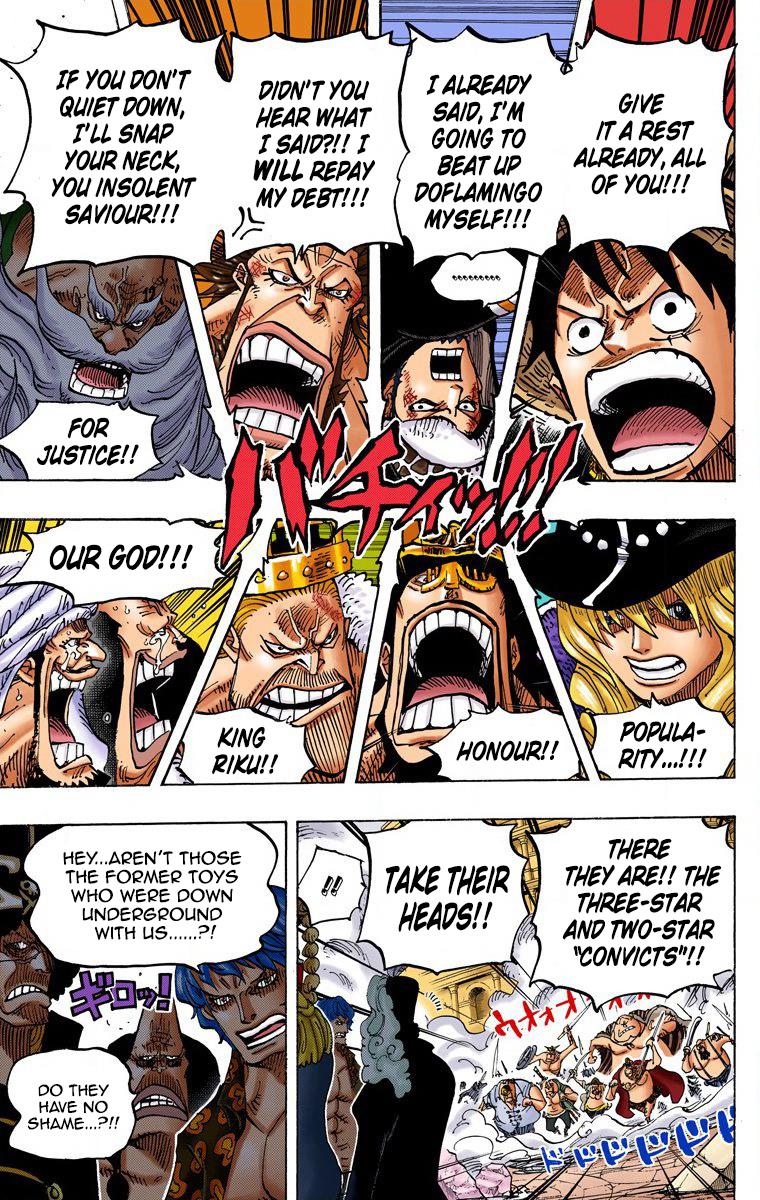 GIVE
IT A REST
ALREADY, ALL
OF YOU!!!
I ALREADY
SAID, I'M
GOING TO
BEAT UP
DOFLAMINGO
MYSELF!!!
DIDN'T YOU
HEAR WHAT
I SAID?!! I
WILL REPAY
MY DEBT!!!
IF YOU DON'T
QUIET DOWN,
I'LL SNAP
YOUR NECK,
YOU INSOLENT
SAVIOUR!!!
............
FOR
JUSTICE!!
バチィッ!!!
POPULA-
RITY...!!!
HONOUR!!
KING
RIKU!!
OUR GOD!!!
THERE
THEY ARE!! THE
THREE-STAR
AND TWO-STAR
"CONVICTS"!!
TAKE THEIR
HEADS!!
!!
ウオオオ
ドドドドドド
HEY...AREN'T THOSE
THE FORMER TOYS
WHO WERE DOWN
UNDERGROUND
WITH US......?!
ギロッ!
DO THEY
HAVE NO
SHAME...?!!